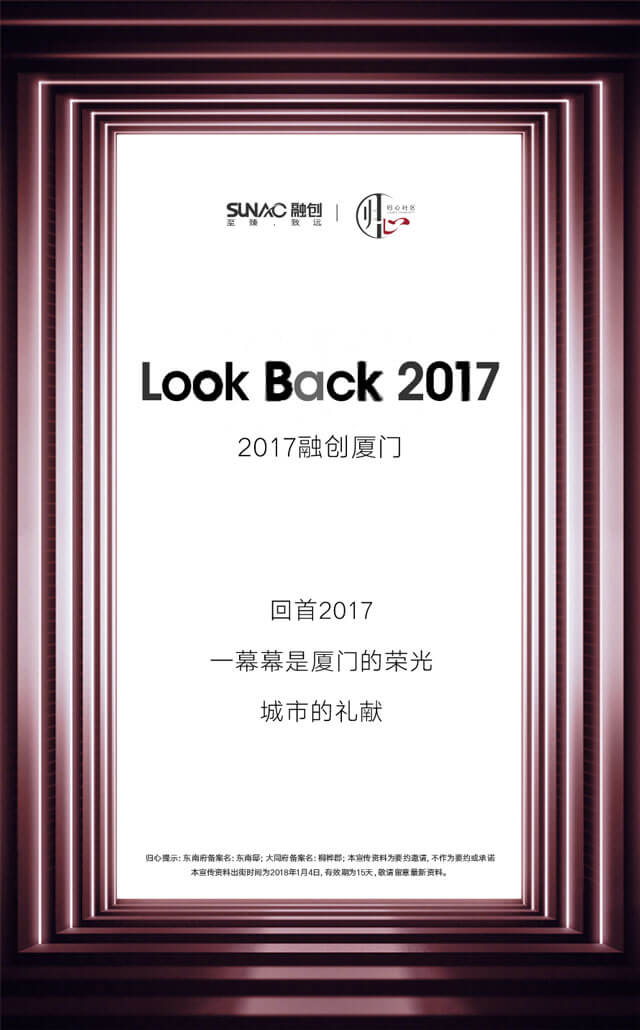 SUNAC 融创
至臻，致远
归心社区
归心
Look Back 2017
2017融创厦门
回首2017
一幕幕是厦门的荣光
城市的礼献
归心提示：东南府备案名：东南邸；大同府备案名：桐桦郡；本宣传资料为要约邀请，不作为要约或承诺
本宣传资料出街时间为2018年1月4日，有效期为15天，敬请留意最新资料。